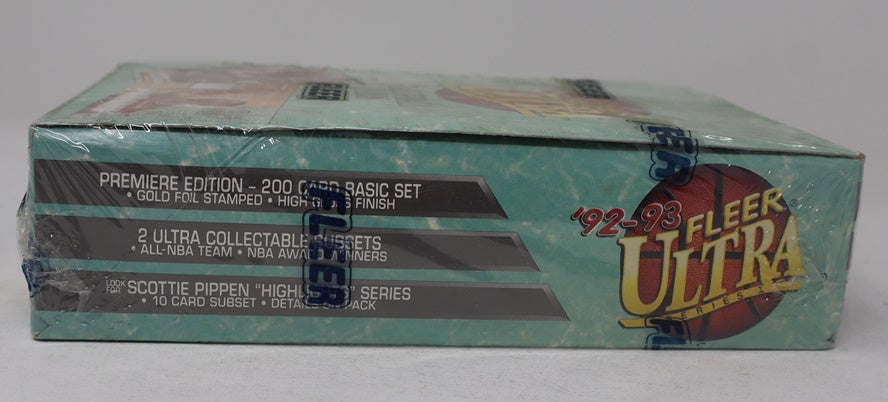 PREMIERE EDITION - 200 CARD BASIC SET
• GOLD FOIL STAMPED • HIGH GLOSS FINISH
2 ULTRA COLLECTABLE SUBSETS
• ALL-NBA TEAM • NBA AWARD WINNERS
LOOK FOR SCOTTIE PIPPEN "HIGHLIGHTS" SERIES
• 10 CARD SUBSET • DETAILS ON PACK
'92-93
FLEER
ULTRA
SERIES
FLEER
FLEER
FLEER